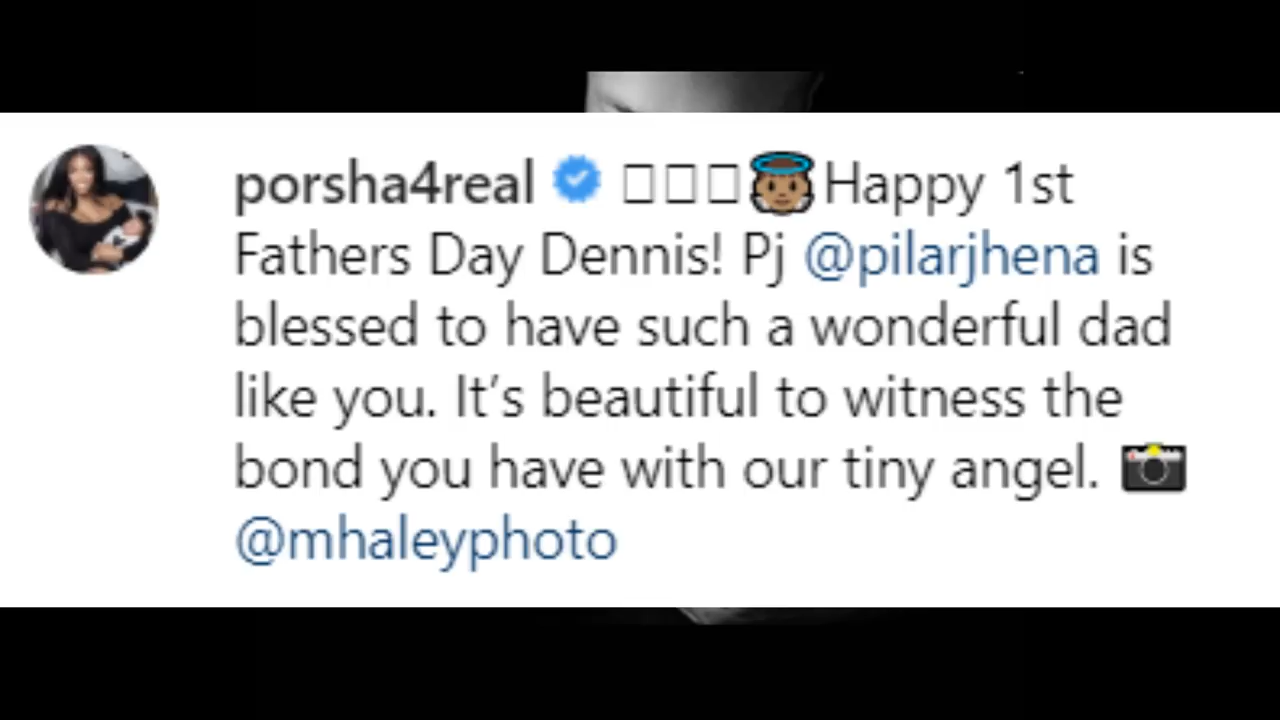 porsha4real □□□👼🏽Happy 1st
Fathers Day Dennis! Pj @pilarjhena is
blessed to have such a wonderful dad
like you. It’s beautiful to witness the
bond you have with our tiny angel. 📸
@mhaleyphoto